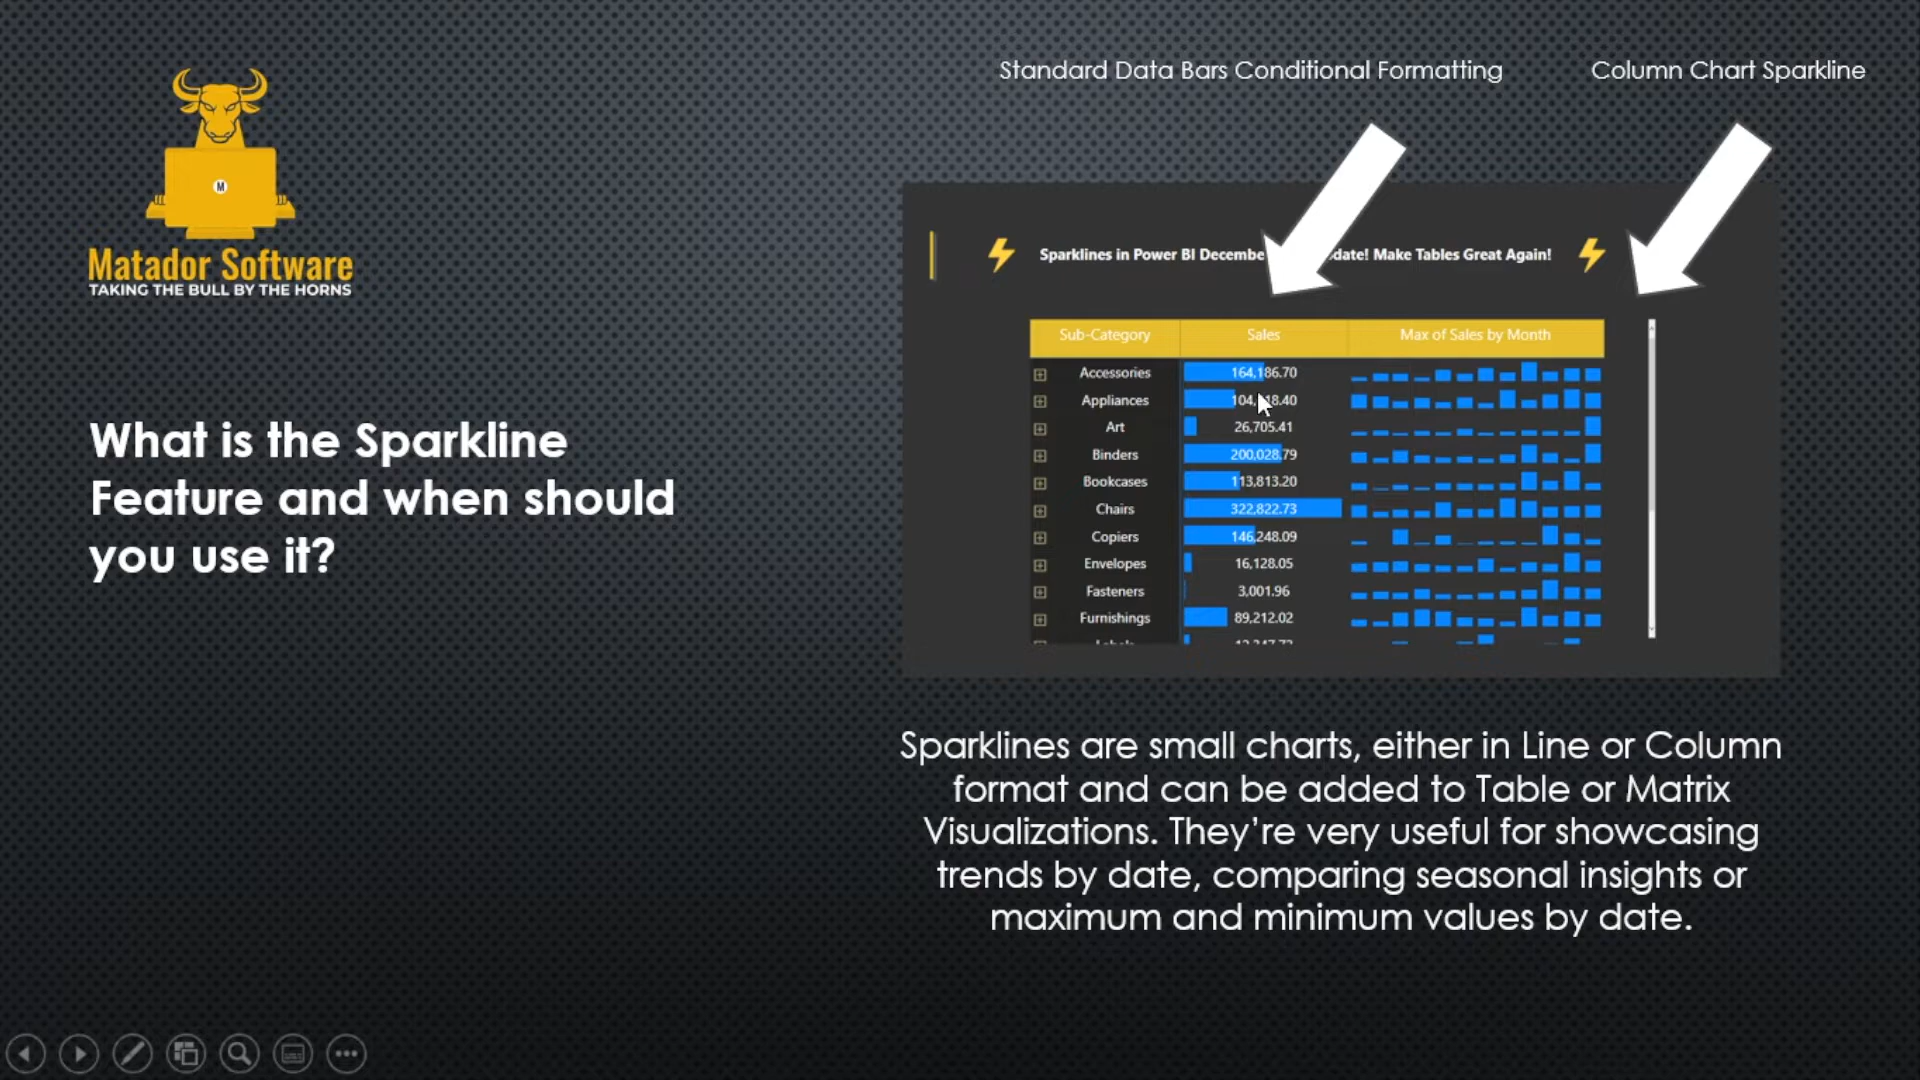 Standard Data Bars Conditional Formatting
Column Chart Sparkline
M
Matador Software
TAKING THE BULL BY THE HORNS
What is the Sparkline
Feature and when should
you use it?
Sparklines in Power BI Decembe date! Make Tables Great Again!
Sub-Category Sales Max of Sales by Month
Accessories 164,186.70
Appliances 18.40
Art 26,705.41
Binders 200,028.79
Bookcases 113,813.20
Chairs 322,822.73
Copiers 146,248.09
Envelopes 16,128.05
Fasteners 3,001.96
Furnishings 89,212.02
Sparklines are small charts, either in Line or Column
format and can be added to Table or Matrix
Visualizations. They’re very useful for showcasing
trends by date, comparing seasonal insights or
maximum and minimum values by date.